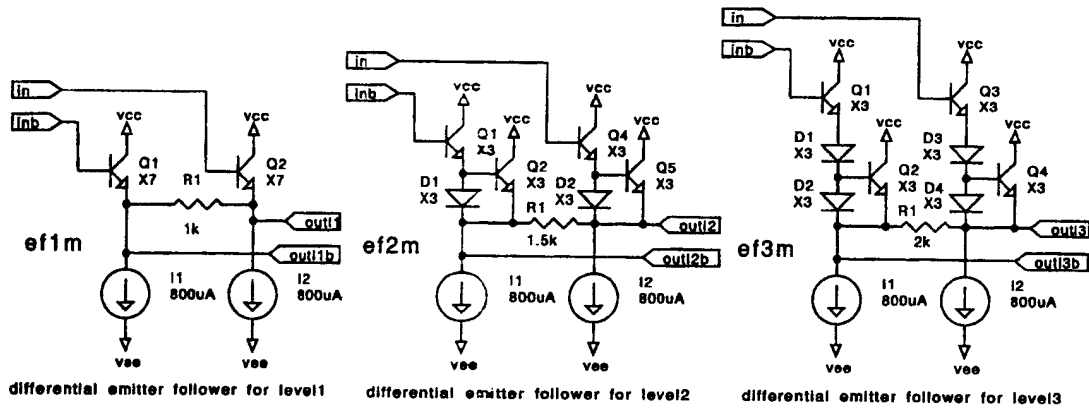 in
inb
vcc
vcc
Q1
X7
Q2
X7
R1
1k
outl1
outl1b
ef1m
I1
800uA
I2
800uA
vee
vee
differential emitter follower for level1
in
inb
vcc
vcc
vcc
vcc
Q1
X3
Q2
X3
Q4
X3
Q5
X3
D1
X3
D2
X3
R1
1.5k
outl2
outl2b
ef2m
I1
800uA
I2
800uA
vee
vee
differential emitter follower for level2
in
inb
vcc
vcc
vcc
vcc
Q1
X3
Q3
X3
D1
X3
D3
X3
Q2
X3
Q4
X3
D2
X3
D4
X3
R1
2k
outl3
outl3b
ef3m
I1
800uA
I2
800uA
vee
vee
differential emitter follower for level3